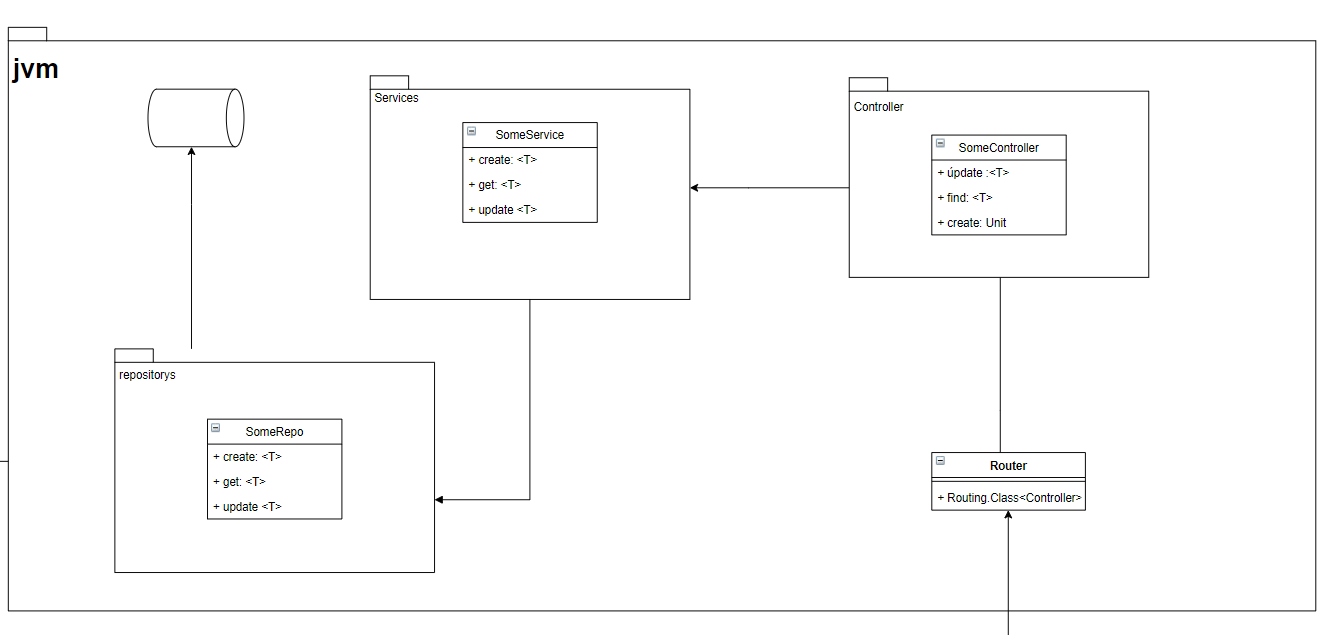 jvm
Services
SomeService
+ create: <T>
+ get: <T>
+ update <T>
Controller
SomeController
+ úpdate :<T>
+ find: <T>
+ create: Unit
repositorys
SomeRepo
+ create: <T>
+ get: <T>
+ update <T>
Router
+ Routing.Class<Controller>